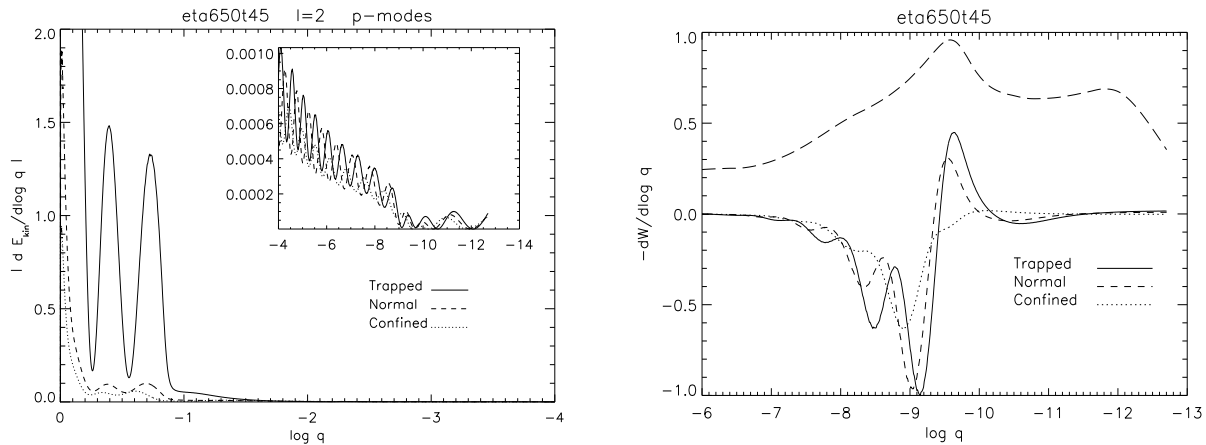 eta650t45 l=2 p-modes
2.0
1.5
1.0
0.5
0.0
| d E_kin/dlog q |
0 -1 -2 -3 -4
log q
0.0010
0.0008
0.0006
0.0004
0.0002
-4 -6 -8 -10 -12 -14
Trapped
Normal
Confined
eta650t45
1.0
0.5
0.0
-0.5
-1.0
-dW/dlog q
-6 -7 -8 -9 -10 -11 -12 -13
log q
Trapped
Normal
Confined